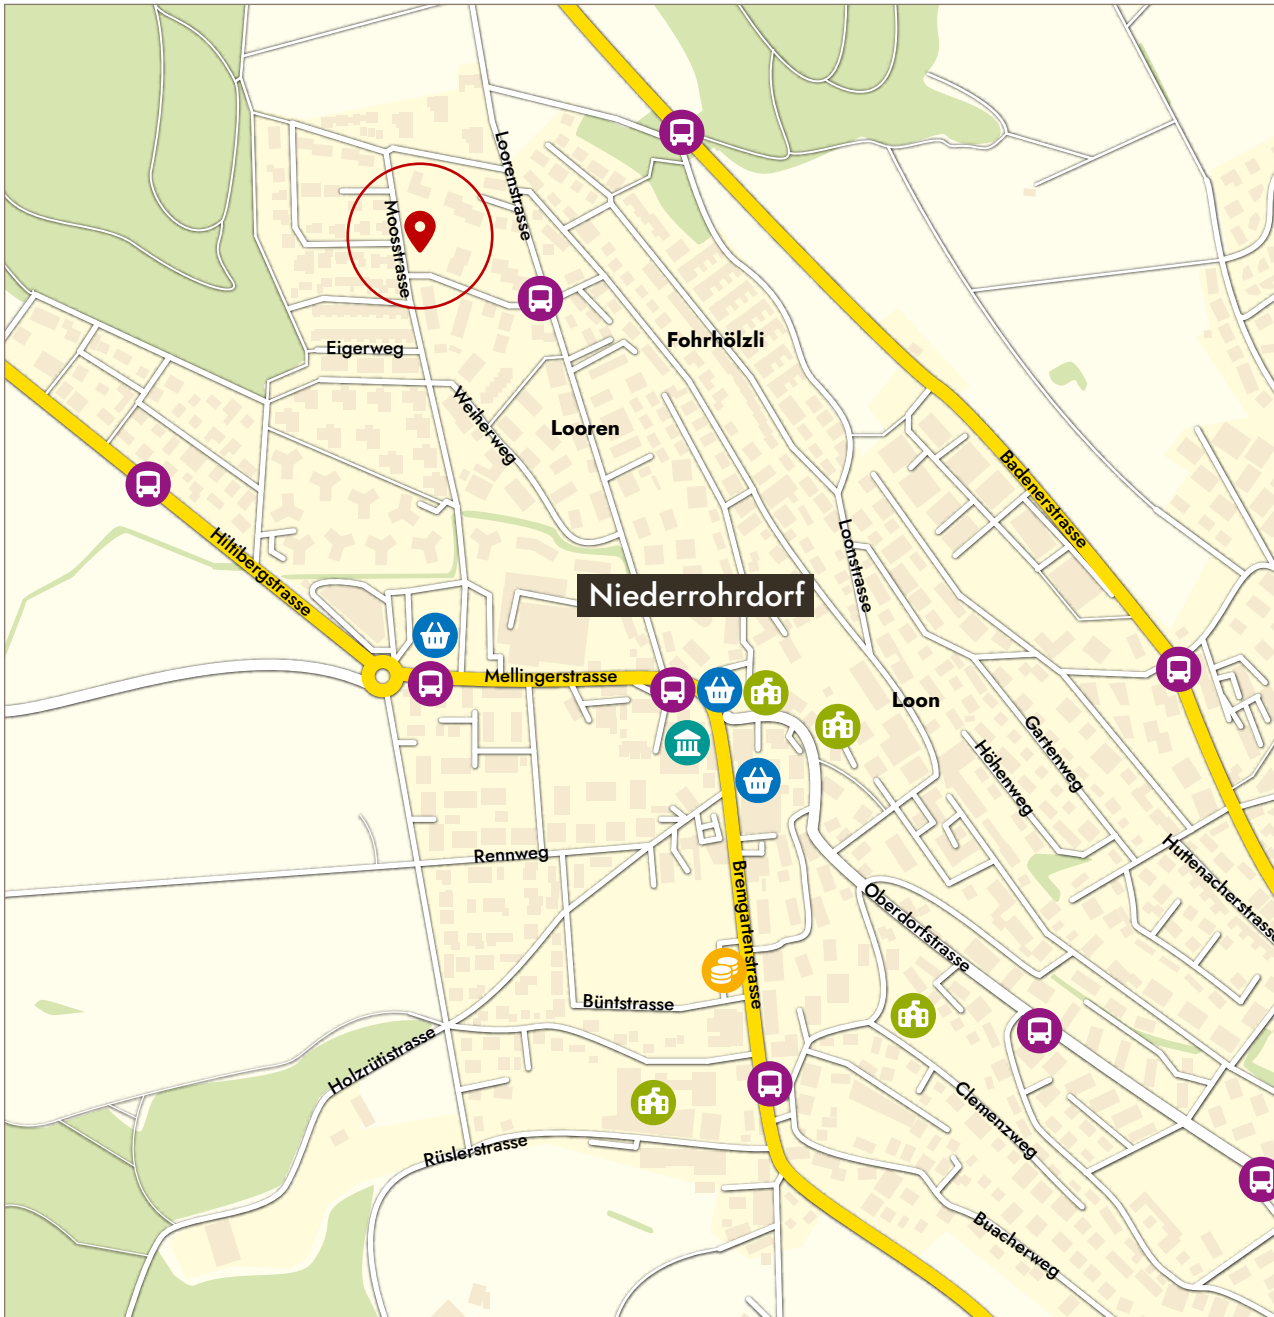 Loorenstrasse
Moosstrasse
Fohrhölzli
Eigerweg
Weiherweg
Looren
Badenerstrasse
Hiltibergstrasse
Loonstrasse
Niederrohrdorf
Mellingerstrasse
Loon
Gartenweg
Höhenweg
Rennweg
Huttenacherstrasse
Bremgartenstrasse
Oberdorfstrasse
Büntstrasse
Holzrütistrasse
Clemenzweg
Rüslerstrasse
Buacherweg